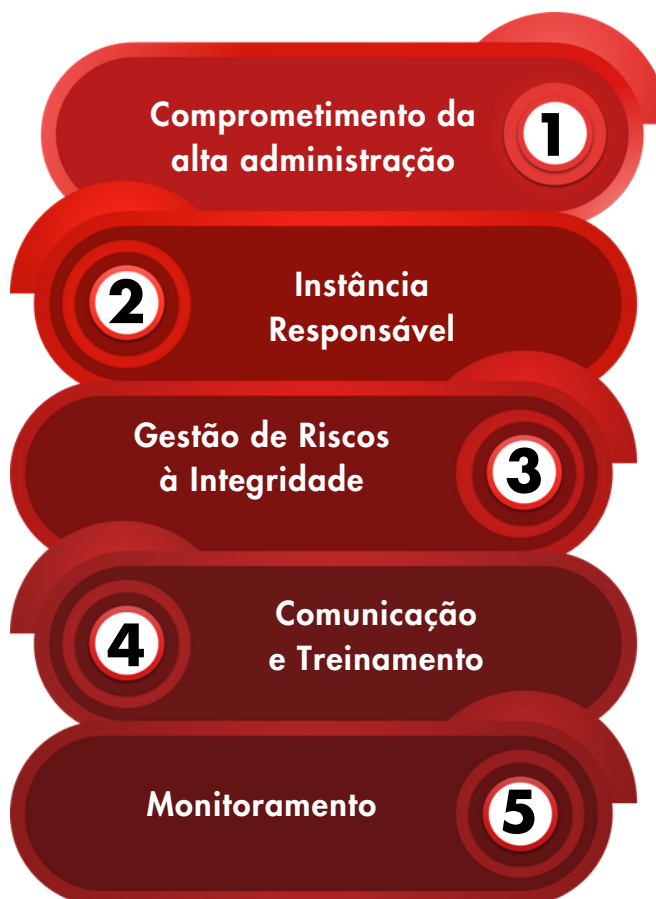 Comprometimento da
alta administração
1
2
Instância
Responsável
Gestão de Riscos
à Integridade
3
4
Comunicação
e Treinamento
Monitoramento
5